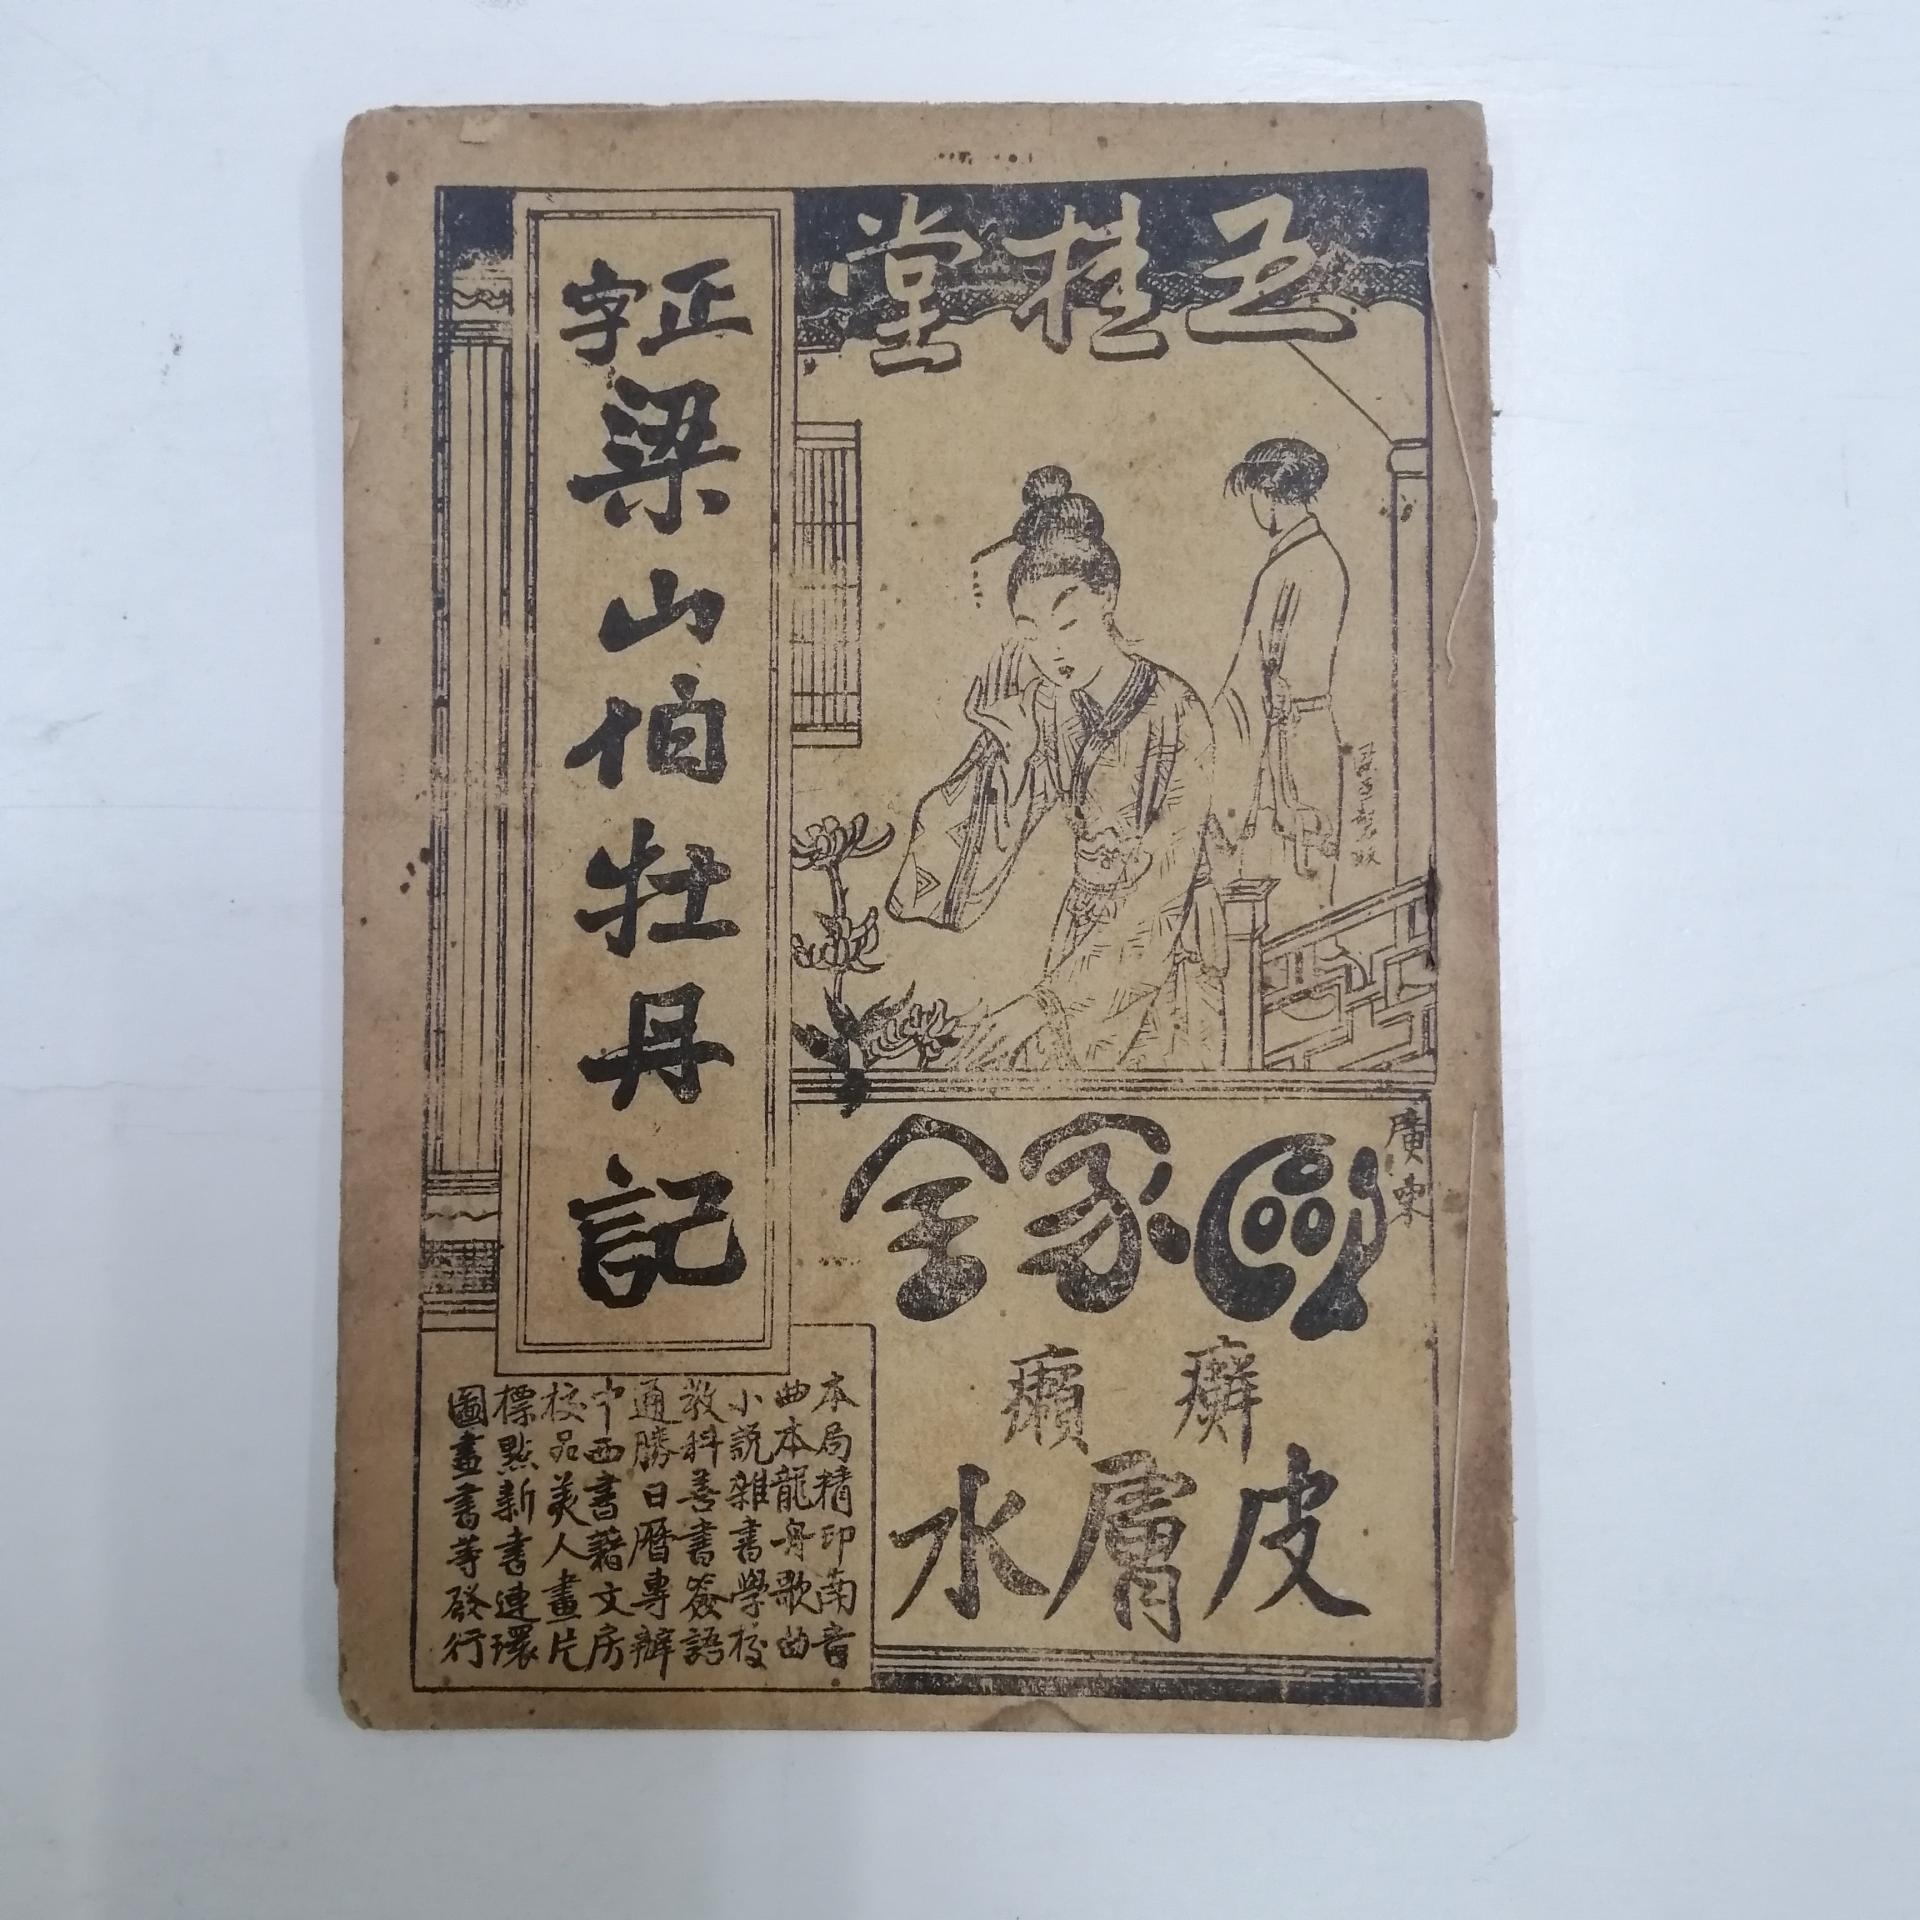 五桂堂
正字
梁山伯牡丹記
廣東
家全
癬癩
皮膚水
本局精印南音
曲本龍舟歌曲
小說雜書學校
教科善書簽語
通勝日曆專辦
中西書籍文房
校品美人畫片
標點新書連環
圖畫書等發行